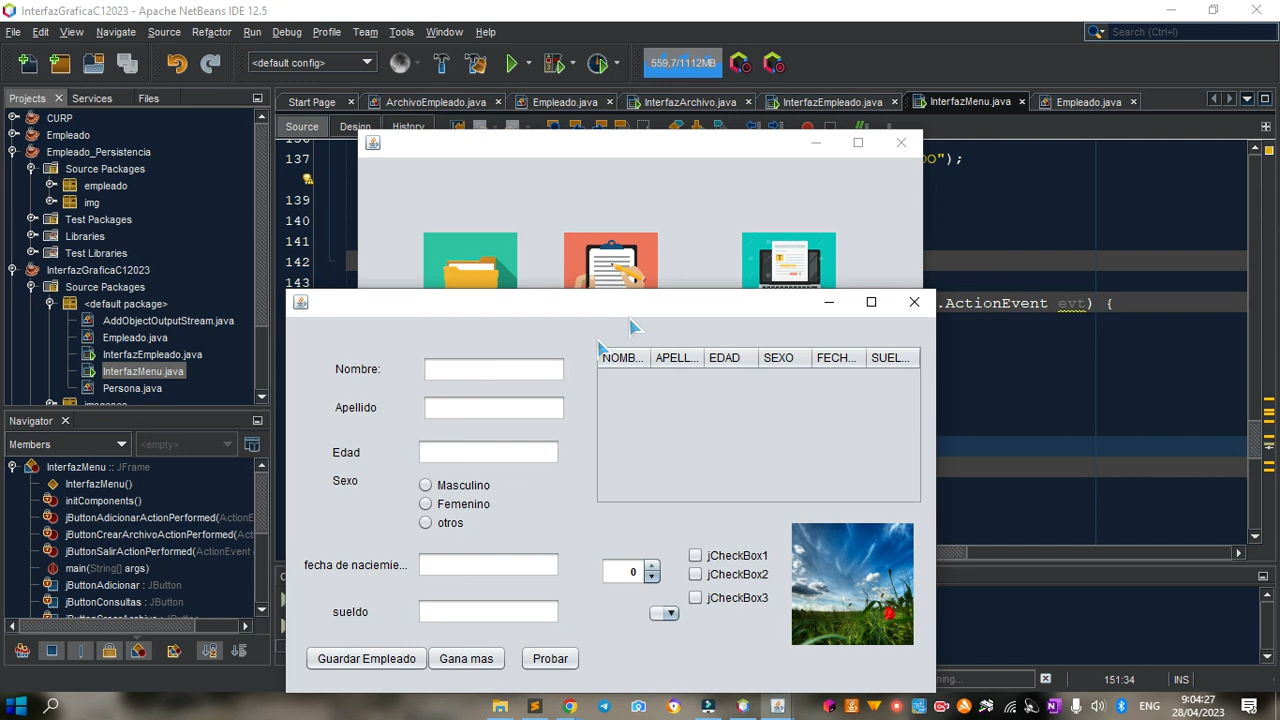 InterfazGraficaC12023 - Apache NetBeans IDE 12.5
File Edit View Navigate Source Refactor Run Debug Profile Team Tools Window Help
Search (Ctrl+I)
<default config>
559,7/1112MB
Projects Services Files
Start Page ArchivoEmpleado.java Empleado.java InterfazArchivo.java InterfazEmpleado.java InterfazMenu.java Empleado.java
Source Design History
CURP
Empleado
Empleado_Persistencia
Source Packages
empleado
img
Test Packages
Libraries
Test Libraries
InterfazGraficaC12023
Source Packages
<default package>
AddObjectOutputStream.java
Empleado.java
InterfazEmpleado.java
InterfazMenu.java
Persona.java
137
");
139
140
141
142
143
.ActionEvent evt) {
Navigator
Members
<empty>
InterfazMenu :: JFrame
InterfazMenu()
initComponents()
jButtonAdicionarActionPerformed(ActionE
jButtonCrearArchivoActionPerformed(Acti
jButtonSalirActionPerformed(ActionEvent
main(String[] args)
jButtonAdicionar : JButton
jButtonConsultas : JButton
Nombre:
Apellido
Edad
Sexo
Masculino
Femenino
otros
fecha de naciemie...
sueldo
Guardar Empleado Gana mas Probar
NOMB... APELL... EDAD SEXO FECH... SUEL...
0
jCheckBox1
jCheckBox2
jCheckBox3
151:34 INS
ENG
9:04:27
28/04/2023